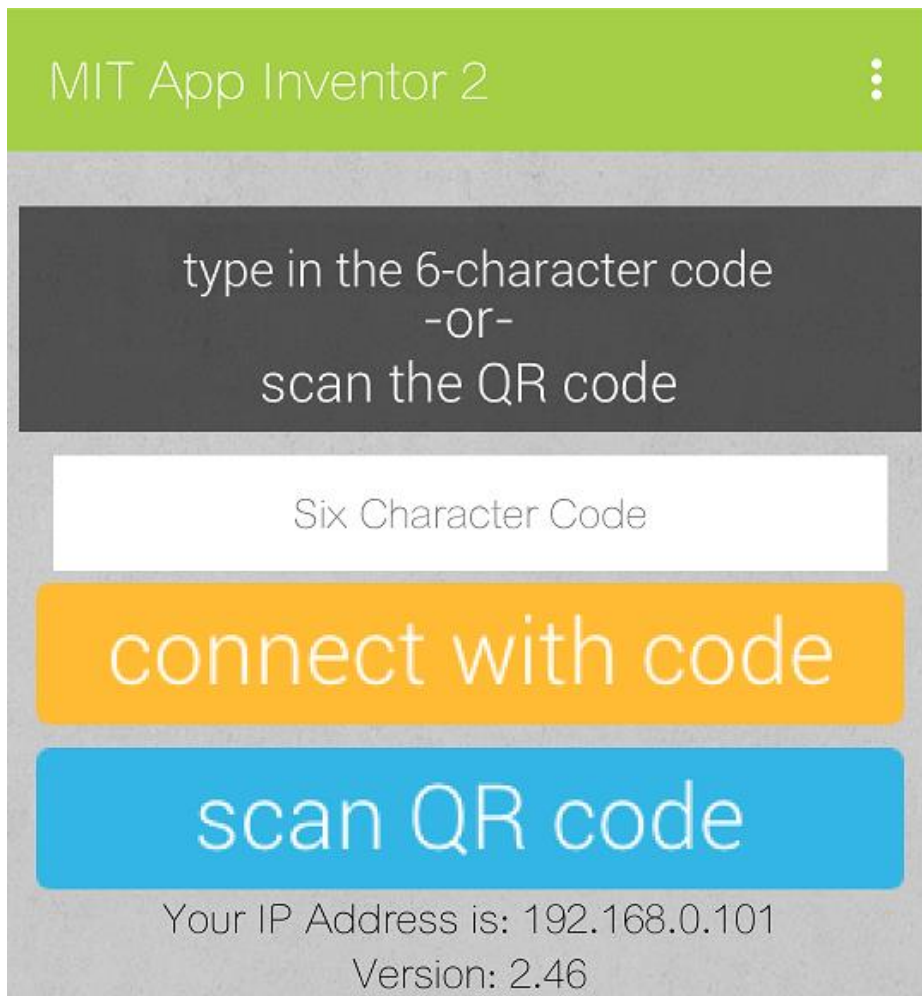 MIT App Inventor 2
type in the 6-character code
-or-
scan the QR code
Six Character Code
connect with code
scan QR code
Your IP Address is: 192.168.0.101
Version: 2.46